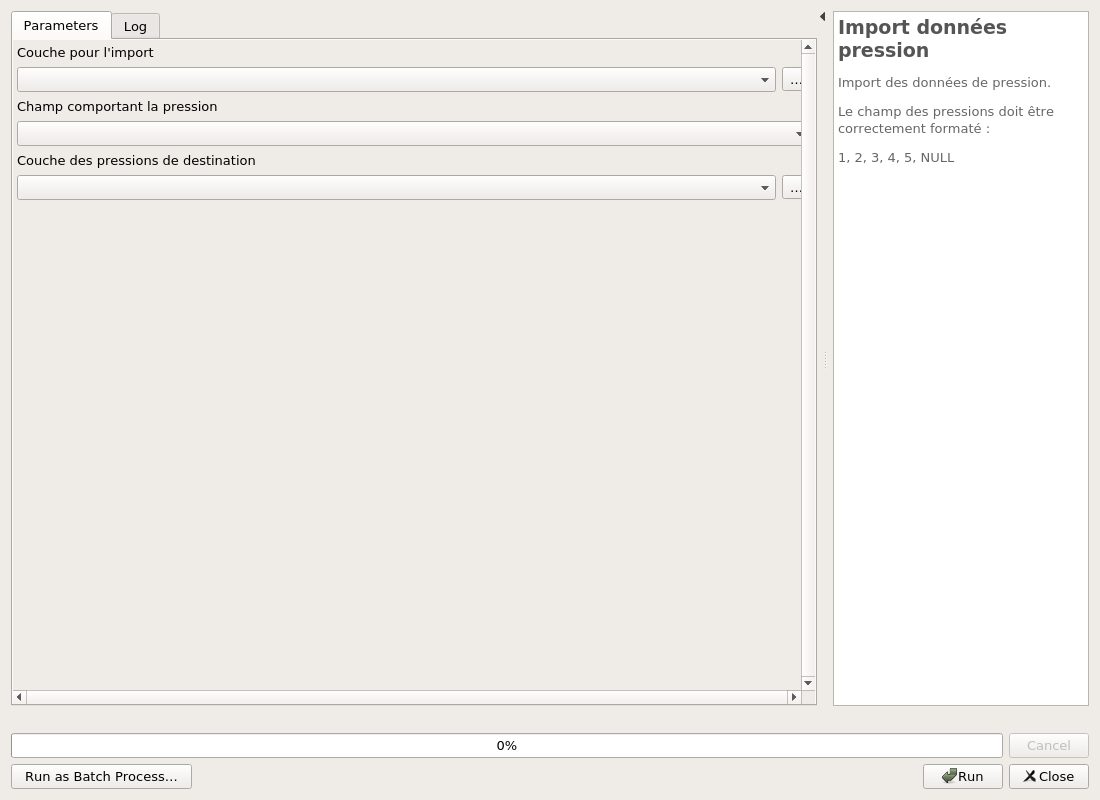 Parameters
Log
Couche pour l'import
...
Champ comportant la pression
Couche des pressions de destination
...
Import données
pression
Import des données de pression.
Le champ des pressions doit être
correctement formaté :
1, 2, 3, 4, 5, NULL
0%
Cancel
Run as Batch Process...
Run
Close